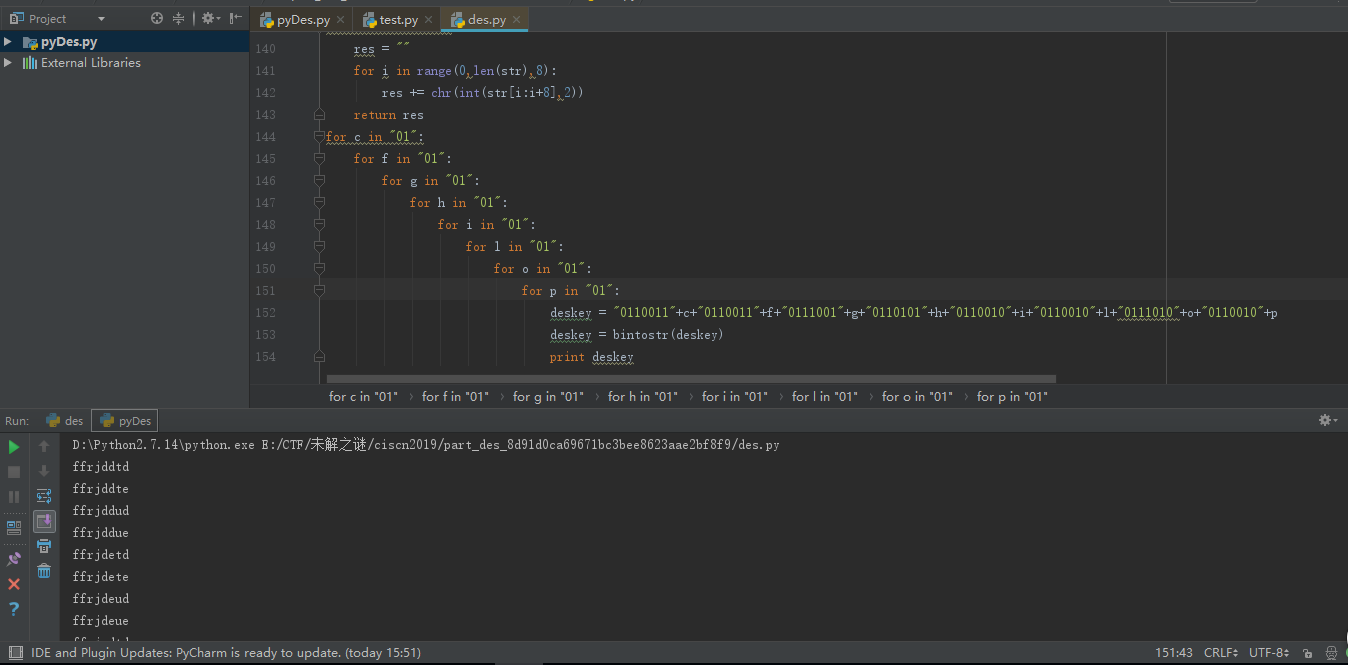 Project
pyDes.py
test.py
des.py
pyDes.py
External Libraries
140 res = ""
141 for i in range(0,len(str),8):
142 res += chr(int(str[i:i+8],2))
143 return res
144 for c in "01":
145 for f in "01":
146 for g in "01":
147 for h in "01":
148 for i in "01":
149 for l in "01":
150 for o in "01":
151 for p in "01":
152 deskey = "0110011"+c+"0110011"+f+"0111001"+g+"0110101"+h+"0110010"+i+"0110010"+l+"0111010"+o+"0110010"+p
153 deskey = bintostr(deskey)
154 print deskey
for c in "01" › for f in "01" › for g in "01" › for h in "01" › for i in "01" › for l in "01" › for o in "01" › for p in "01"
Run: des pyDes
D:\Python2.7.14\python.exe E:/CTF/未解之谜/ciscn2019/part_des_8d91d0ca69671bc3bee8623aae2bf8f9/des.py
ffrjddtd
ffrjddte
ffrjddud
ffrjddue
ffrjdetd
ffrjdete
ffrjdeud
ffrjdeue
IDE and Plugin Updates: PyCharm is ready to update. (today 15:51)
151:43 CRLF UTF-8